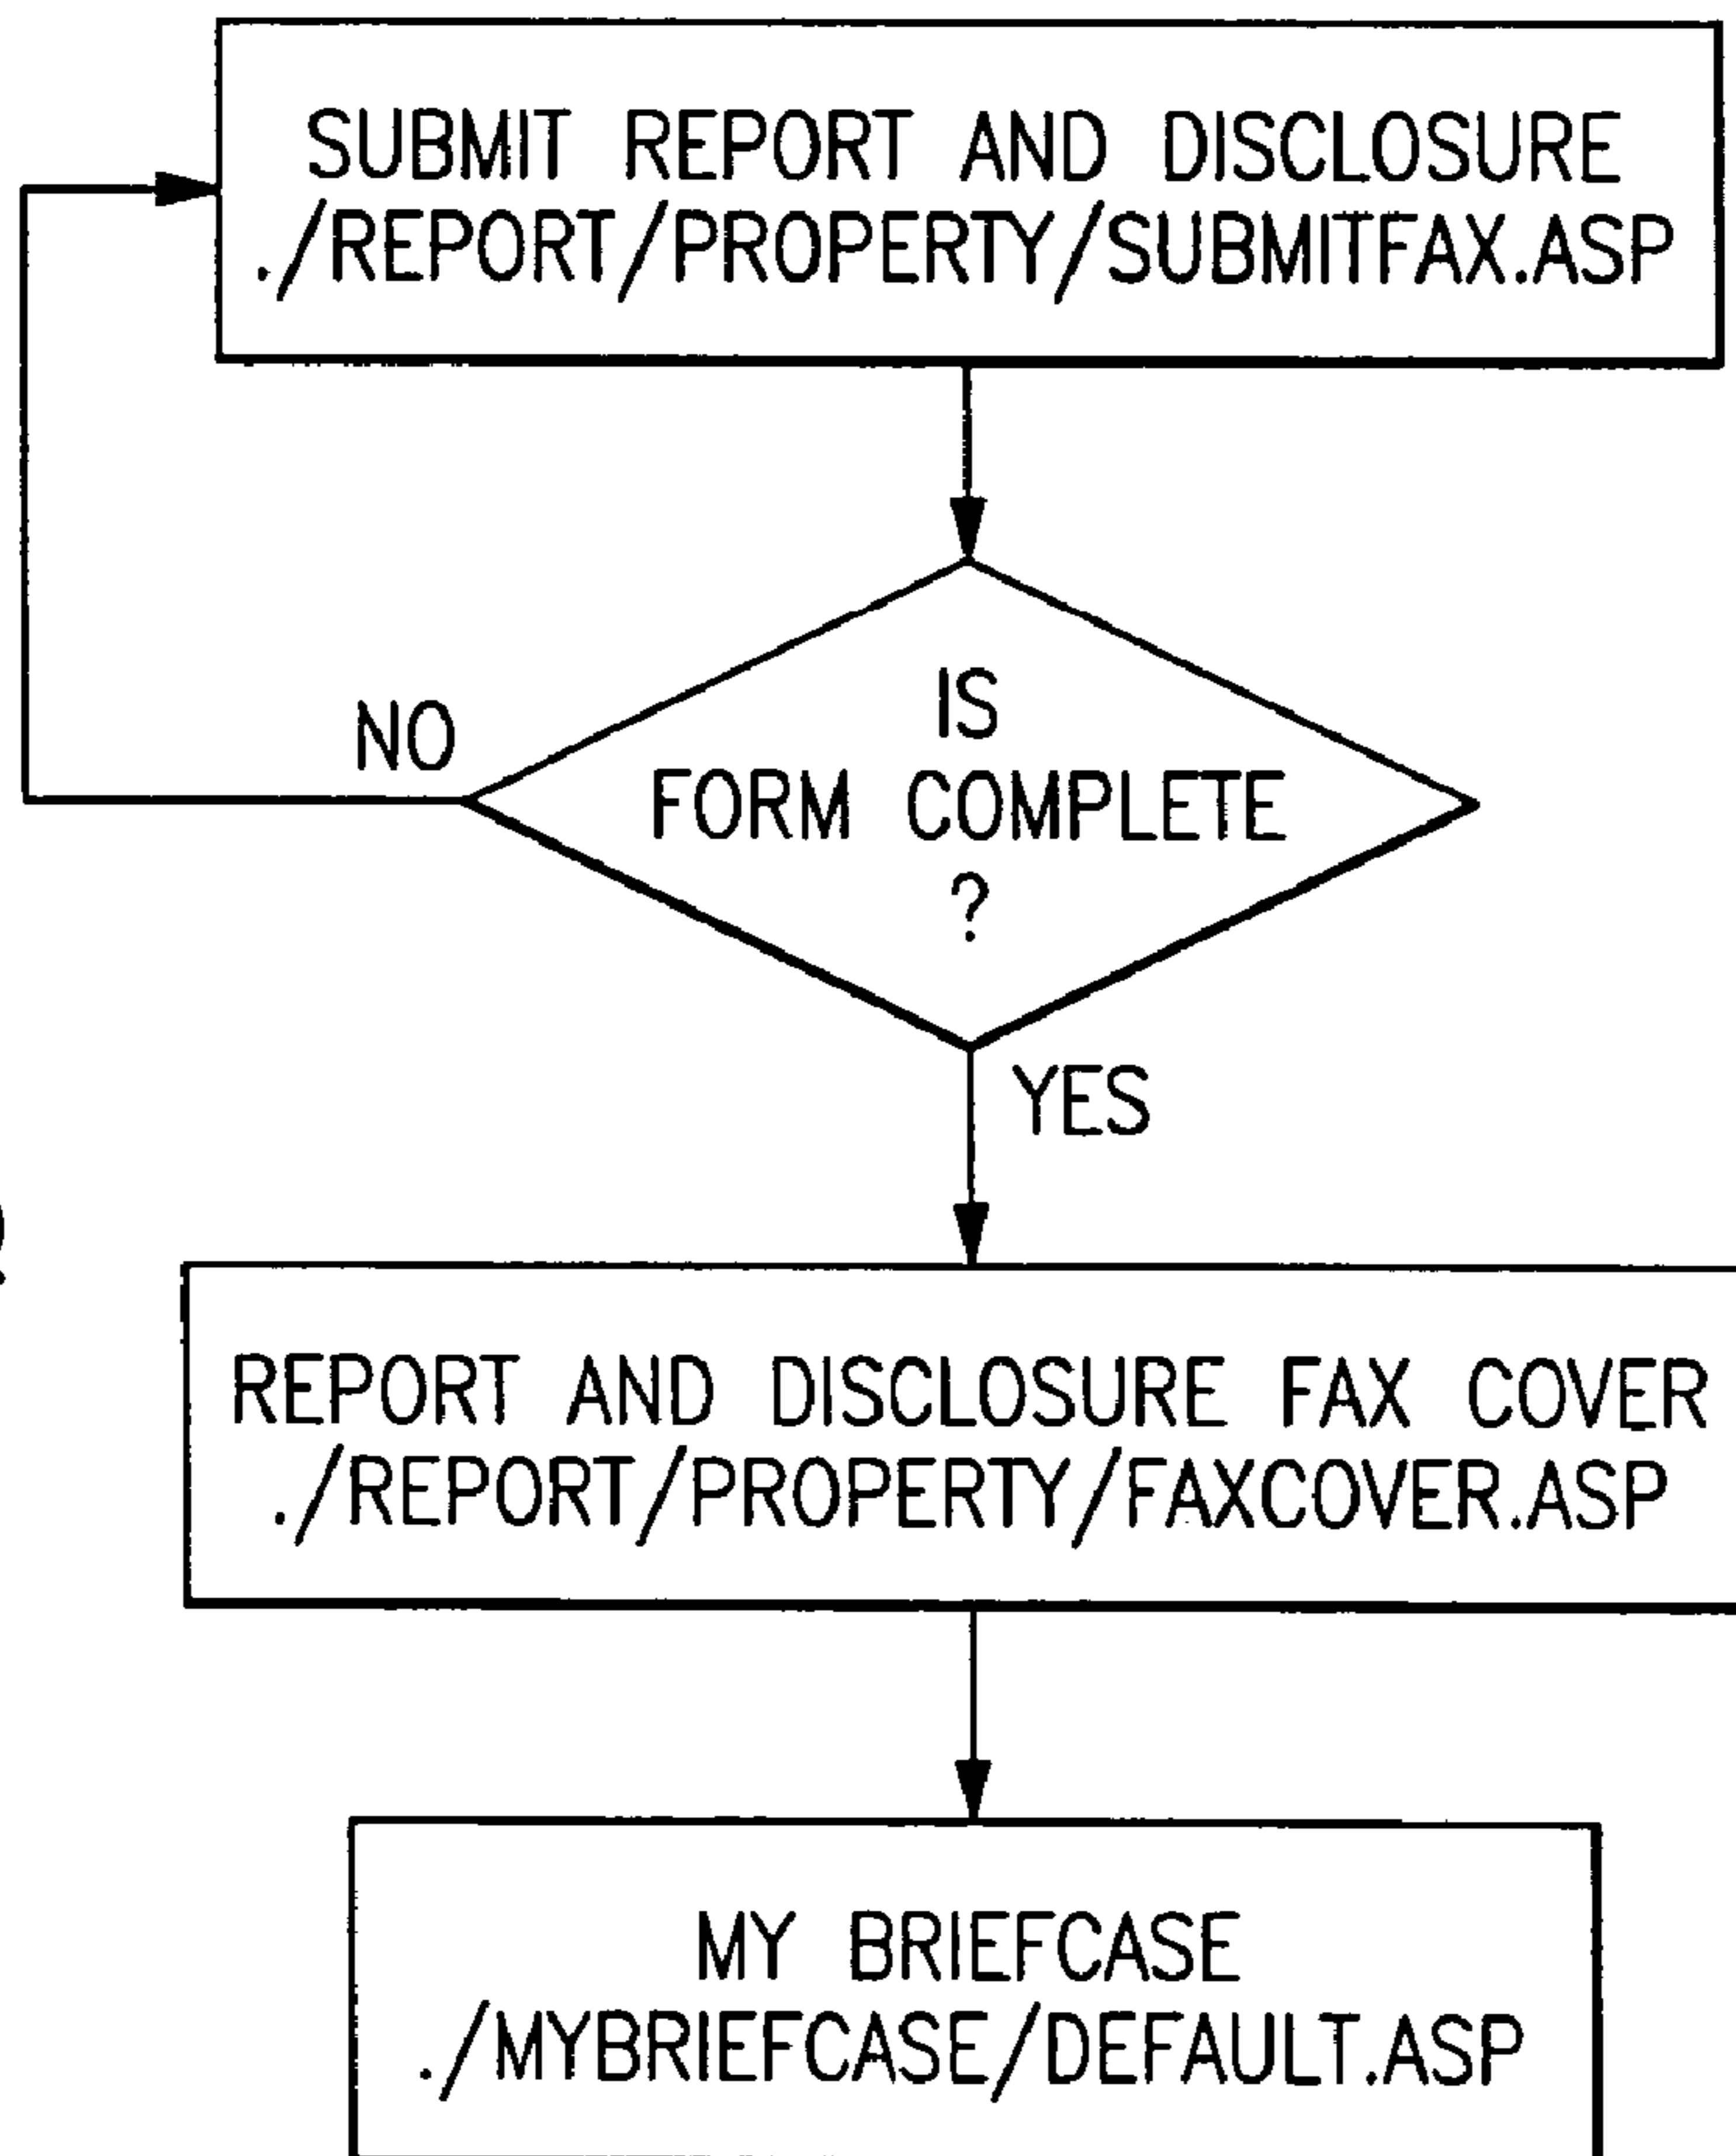 SUBMIT REPORT AND DISCLOSURE
./REPORT/PROPERTY/SUBMITFAX.ASP
IS
FORM COMPLETE
?
NO
YES
REPORT AND DISCLOSURE FAX COVER
./REPORT/PROPERTY/FAXCOVER.ASP
MY BRIEFCASE
./MYBRIEFCASE/DEFAULT.ASP